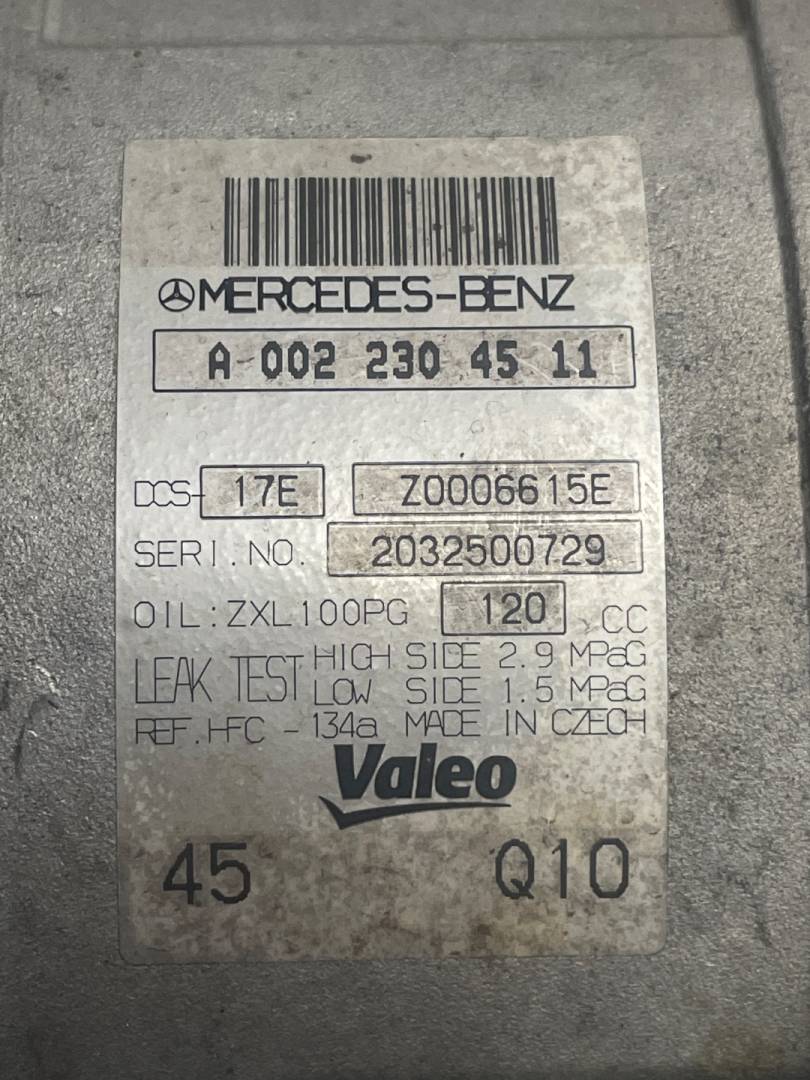 MERCEDES-BENZ
A 002 230 45 11
DCS-17E Z0006615E
SERI.NO. 2032500729
OIL:ZXL100PG 120 CC
LEAK TEST HIGH SIDE 2.9 MPaG
LOW SIDE 1.5 MPaG
REF.HFC-134a MADE IN CZECH
Valeo
45 Q10